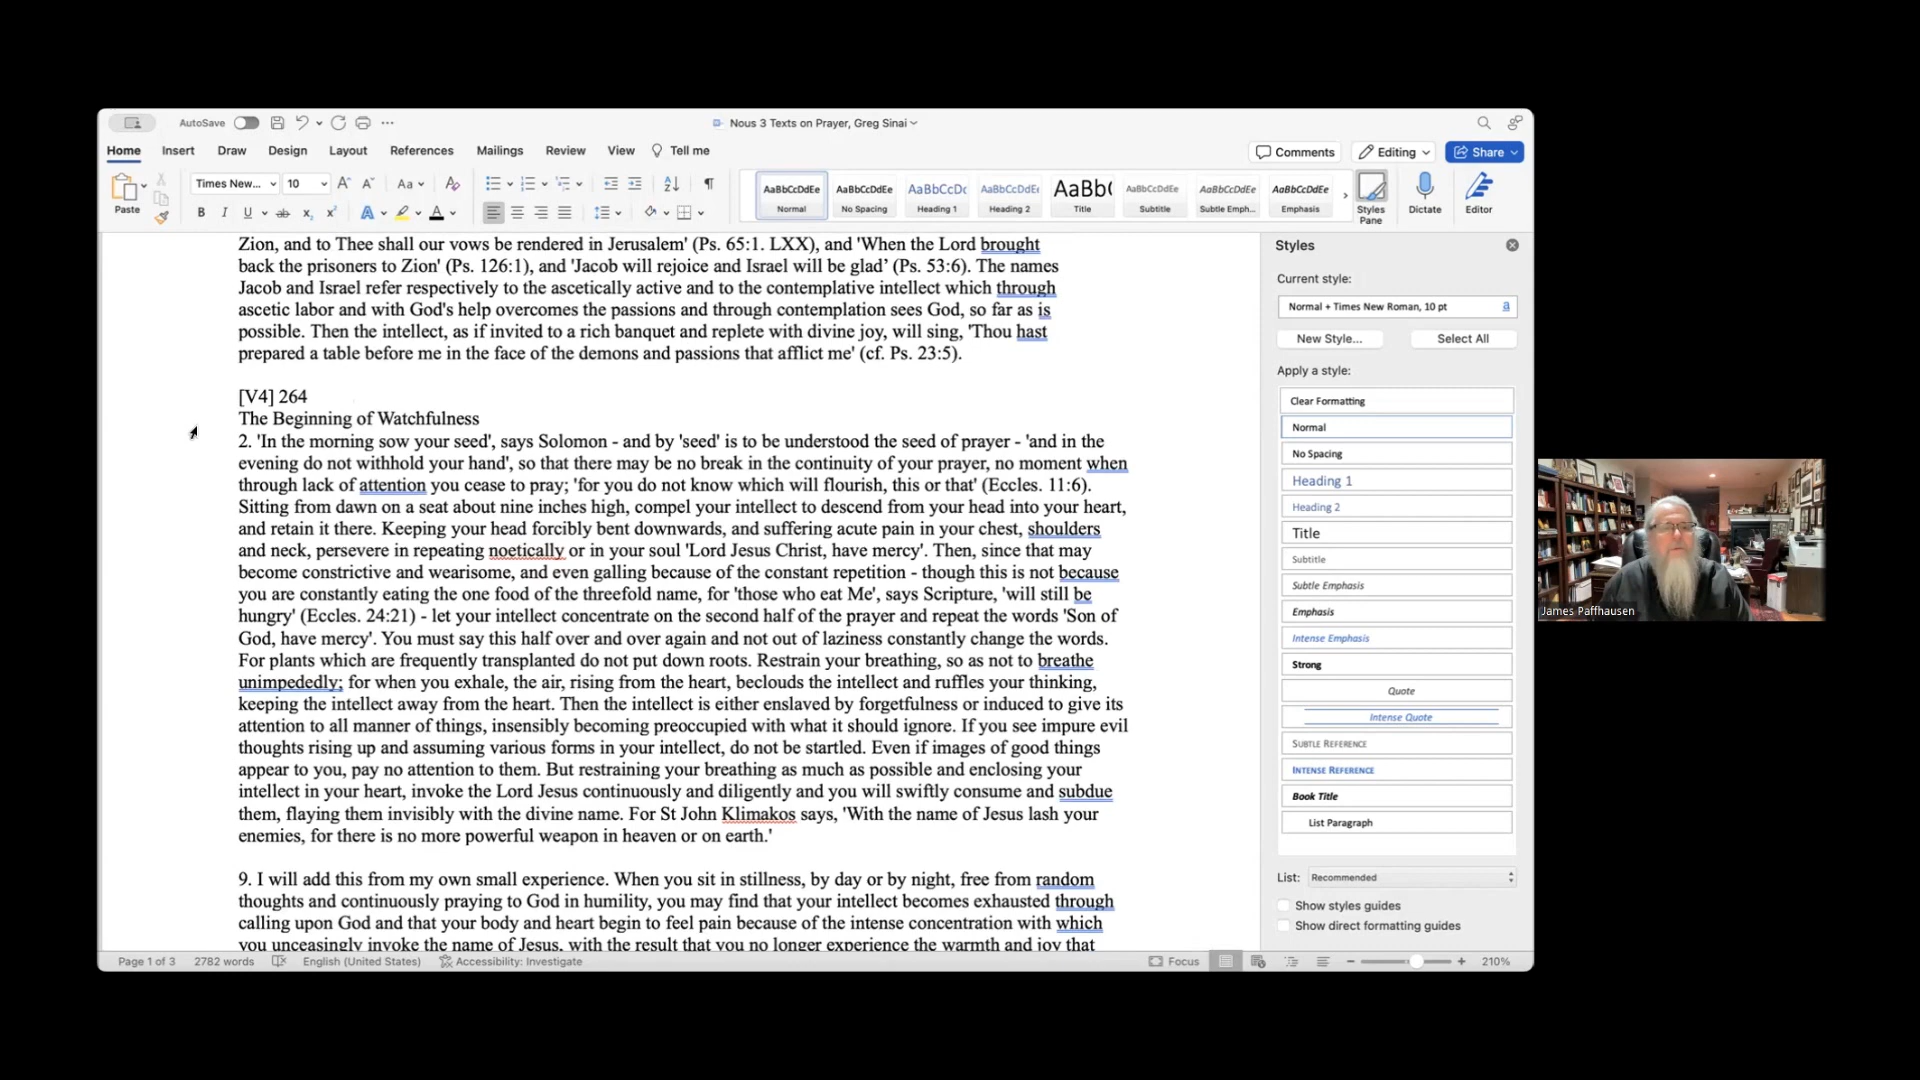 AutoSave
Nous 3 Texts on Prayer, Greg Sinai
Home Insert Draw Design Layout References Mailings Review View Tell me
Comments Editing Share
Paste
Times New... 10
AaBbCcDdEe AaBbCcDdEe AaBbCcDc AaBbCcDdEe AaBb( AaBbCcDdEe AaBbCcDdEe AaBbCcDdEe
Normal No Spacing Heading 1 Heading 2 Title Subtitle Subtle Emph... Emphasis
Styles Pane
Dictate
Editor
Zion, and to Thee shall our vows be rendered in Jerusalem' (Ps. 65:1. LXX), and 'When the Lord brought
back the prisoners to Zion' (Ps. 126:1), and 'Jacob will rejoice and Israel will be glad’ (Ps. 53:6). The names
Jacob and Israel refer respectively to the ascetically active and to the contemplative intellect which through
ascetic labor and with God's help overcomes the passions and through contemplation sees God, so far as is
possible. Then the intellect, as if invited to a rich banquet and replete with divine joy, will sing, 'Thou hast
prepared a table before me in the face of the demons and passions that afflict me' (cf. Ps. 23:5).
[V4] 264
The Beginning of Watchfulness
2. 'In the morning sow your seed', says Solomon - and by 'seed' is to be understood the seed of prayer - 'and in the
evening do not withhold your hand', so that there may be no break in the continuity of your prayer, no moment when
through lack of attention you cease to pray; 'for you do not know which will flourish, this or that' (Eccles. 11:6).
Sitting from dawn on a seat about nine inches high, compel your intellect to descend from your head into your heart,
and retain it there. Keeping your head forcibly bent downwards, and suffering acute pain in your chest, shoulders
and neck, persevere in repeating noetically or in your soul 'Lord Jesus Christ, have mercy'. Then, since that may
become constrictive and wearisome, and even galling because of the constant repetition - though this is not because
you are constantly eating the one food of the threefold name, for 'those who eat Me', says Scripture, 'will still be
hungry' (Eccles. 24:21) - let your intellect concentrate on the second half of the prayer and repeat the words 'Son of
God, have mercy'. You must say this half over and over again and not out of laziness constantly change the words.
For plants which are frequently transplanted do not put down roots. Restrain your breathing, so as not to breathe
unimpededly; for when you exhale, the air, rising from the heart, beclouds the intellect and ruffles your thinking,
keeping the intellect away from the heart. Then the intellect is either enslaved by forgetfulness or induced to give its
attention to all manner of things, insensibly becoming preoccupied with what it should ignore. If you see impure evil
thoughts rising up and assuming various forms in your intellect, do not be startled. Even if images of good things
appear to you, pay no attention to them. But restraining your breathing as much as possible and enclosing your
intellect in your heart, invoke the Lord Jesus continuously and diligently and you will swiftly consume and subdue
them, flaying them invisibly with the divine name. For St John Klimakos says, 'With the name of Jesus lash your
enemies, for there is no more powerful weapon in heaven or on earth.'
9. I will add this from my own small experience. When you sit in stillness, by day or by night, free from random
thoughts and continuously praying to God in humility, you may find that your intellect becomes exhausted through
calling upon God and that your body and heart begin to feel pain because of the intense concentration with which
you unceasingly invoke the name of Jesus, with the result that you no longer experience the warmth and joy that
Styles
Current style:
Normal + Times New Roman, 10 pt
New Style... Select All
Apply a style:
Clear Formatting
Normal
No Spacing
Heading 1
Heading 2
Title
Subtitle
Subtle Emphasis
Emphasis
Intense Emphasis
Strong
Quote
Intense Quote
Subtle Reference
Intense Reference
Book Title
List Paragraph
List: Recommended
Show styles guides
Show direct formatting guides
James Paffhausen
Page 1 of 3 2782 words English (United States) Accessibility: Investigate Focus 210%